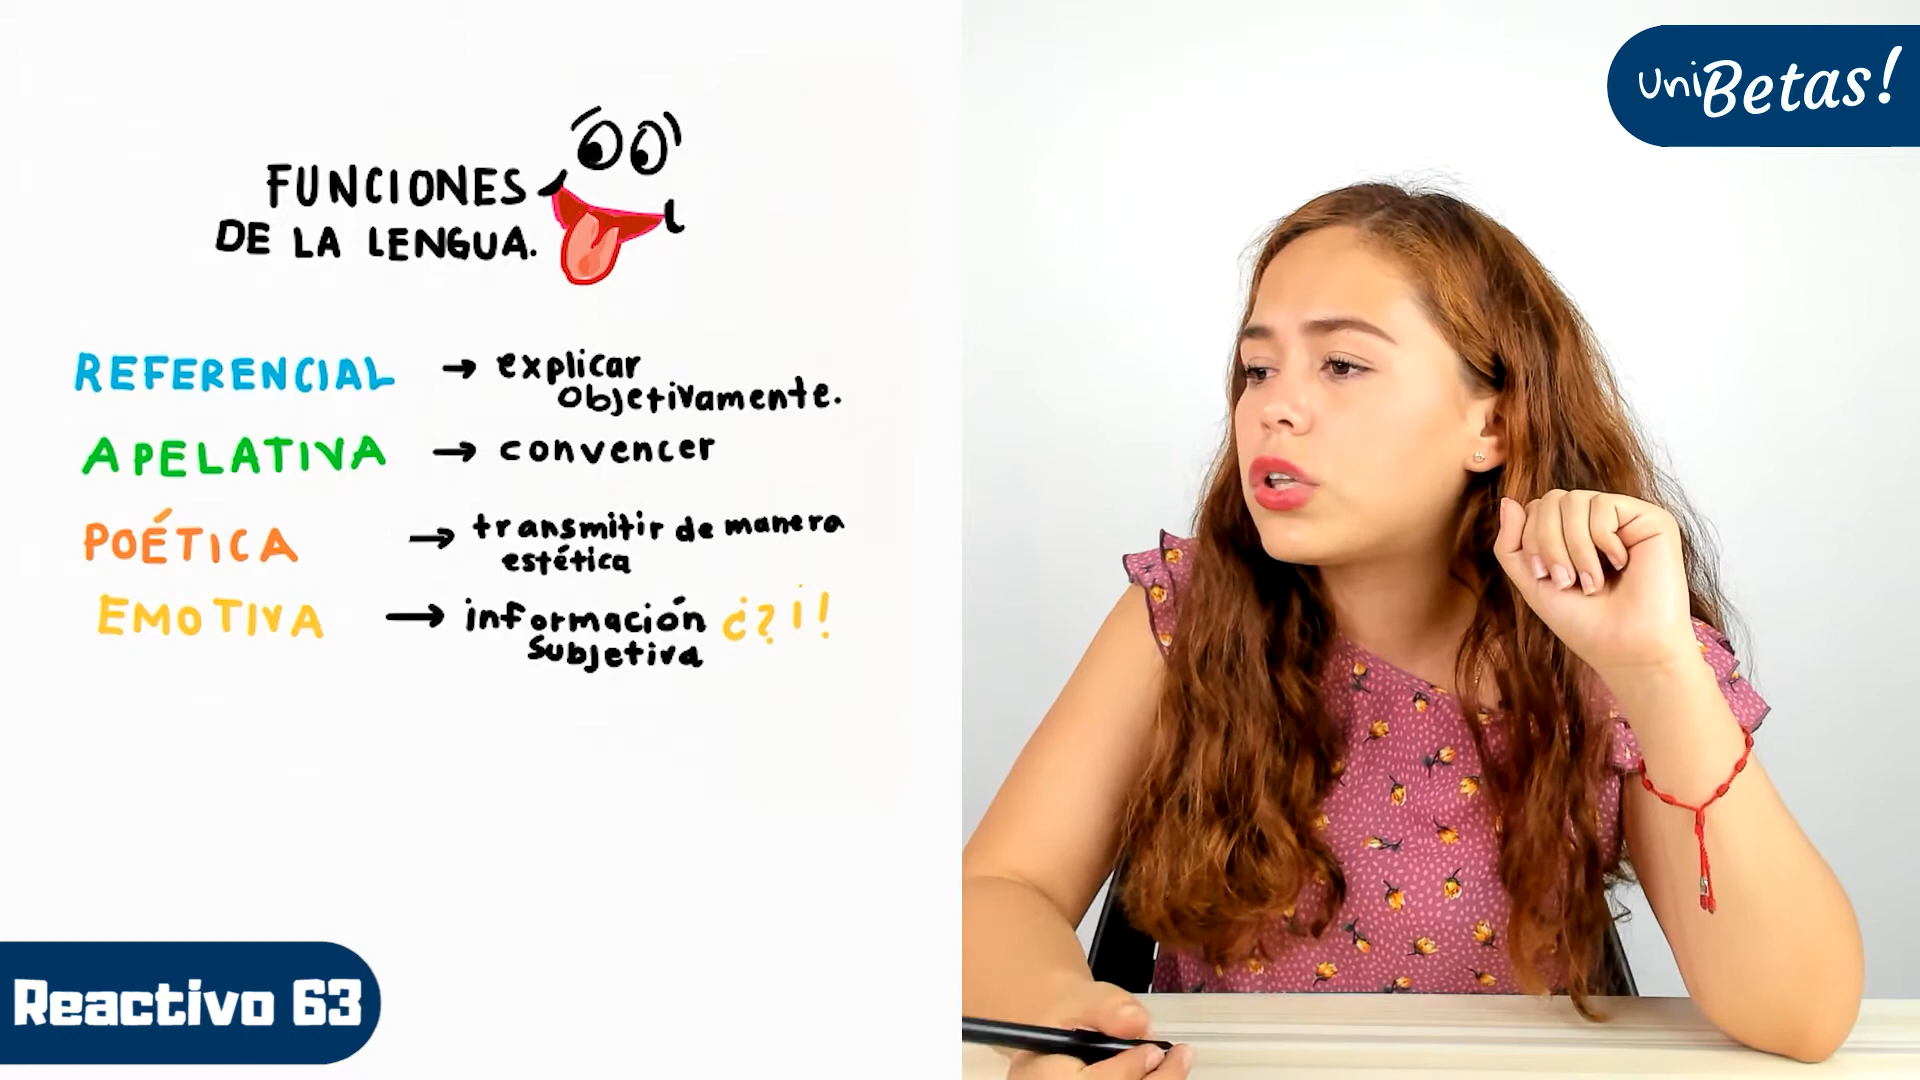 UniBetas!
FUNCIONES
DE LA LENGUA.
REFERENCIAL → explicar
objetivamente.
APELATIVA → convencer
POÉTICA → transmitir de manera
estética
EMOTIVA → información ¿?¡!
subjetiva
Reactivo 63